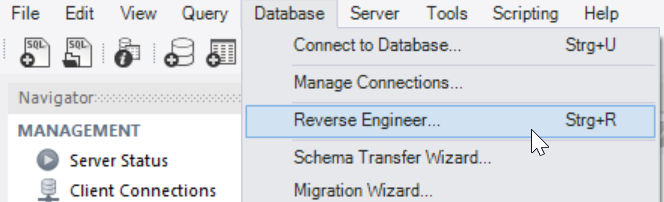 File Edit View Query Database Server Tools Scripting Help
SQL SQL
Connect to Database... Strg+U
Manage Connections...
Navigator
Reverse Engineer... Strg+R
MANAGEMENT
Server Status
Schema Transfer Wizard...
Client Connections
Migration Wizard...